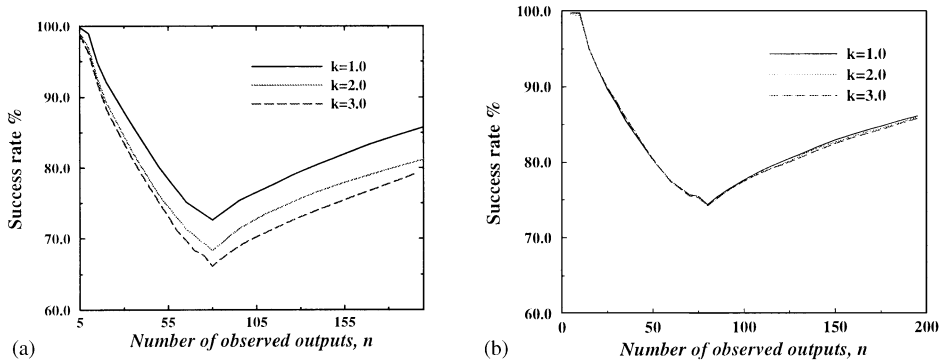 100.0
90.0
80.0
70.0
60.0
Success rate %
k=1.0
k=2.0
k=3.0
5 55 105 155
Number of observed outputs, n
(a)
100.0
90.0
80.0
70.0
60.0
Success rate %
k=1.0
k=2.0
k=3.0
0 50 100 150 200
Number of observed outputs, n
(b)